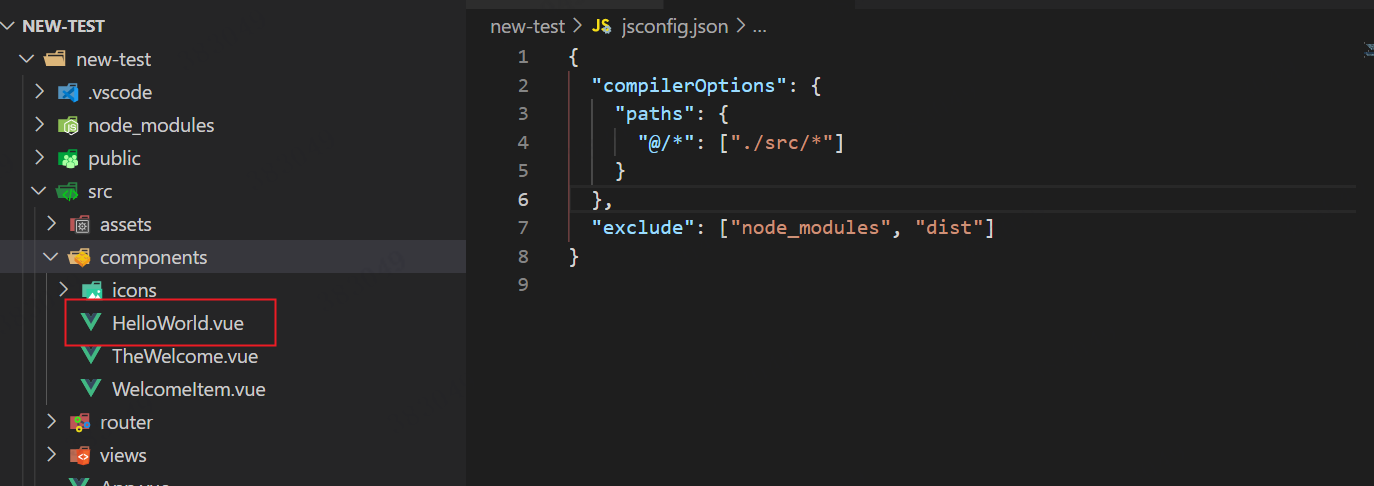 NEW-TEST
new-test
.vscode
node_modules
public
src
assets
components
icons
HelloWorld.vue
TheWelcome.vue
WelcomeItem.vue
router
views
App.vue
new-test > JS jsconfig.json > ...
1 {
2 "compilerOptions": {
3 "paths": {
4 "@/*": ["./src/*"]
5 }
6 },
7 "exclude": ["node_modules", "dist"]
8 }
9